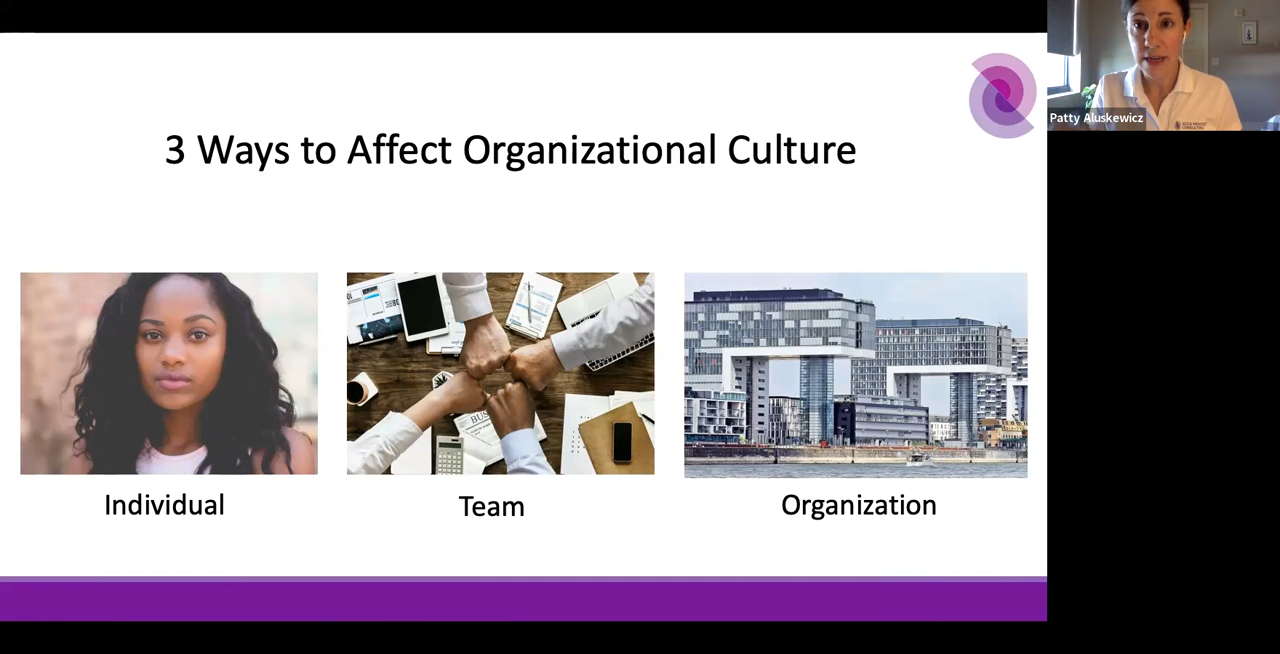 3 Ways to Affect Organizational Culture
Patty Aluskewicz
Individual
Team
Organization